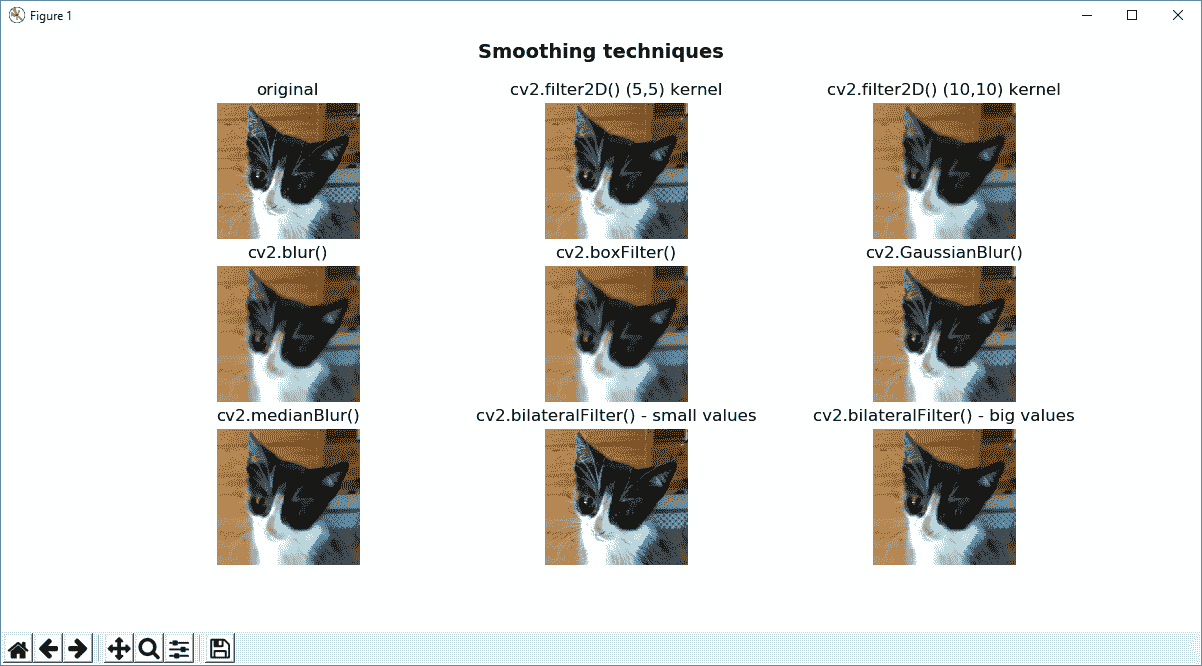 Figure 1
Smoothing techniques
original
cv2.filter2D() (5,5) kernel
cv2.filter2D() (10,10) kernel
cv2.blur()
cv2.boxFilter()
cv2.GaussianBlur()
cv2.medianBlur()
cv2.bilateralFilter() - small values
cv2.bilateralFilter() - big values